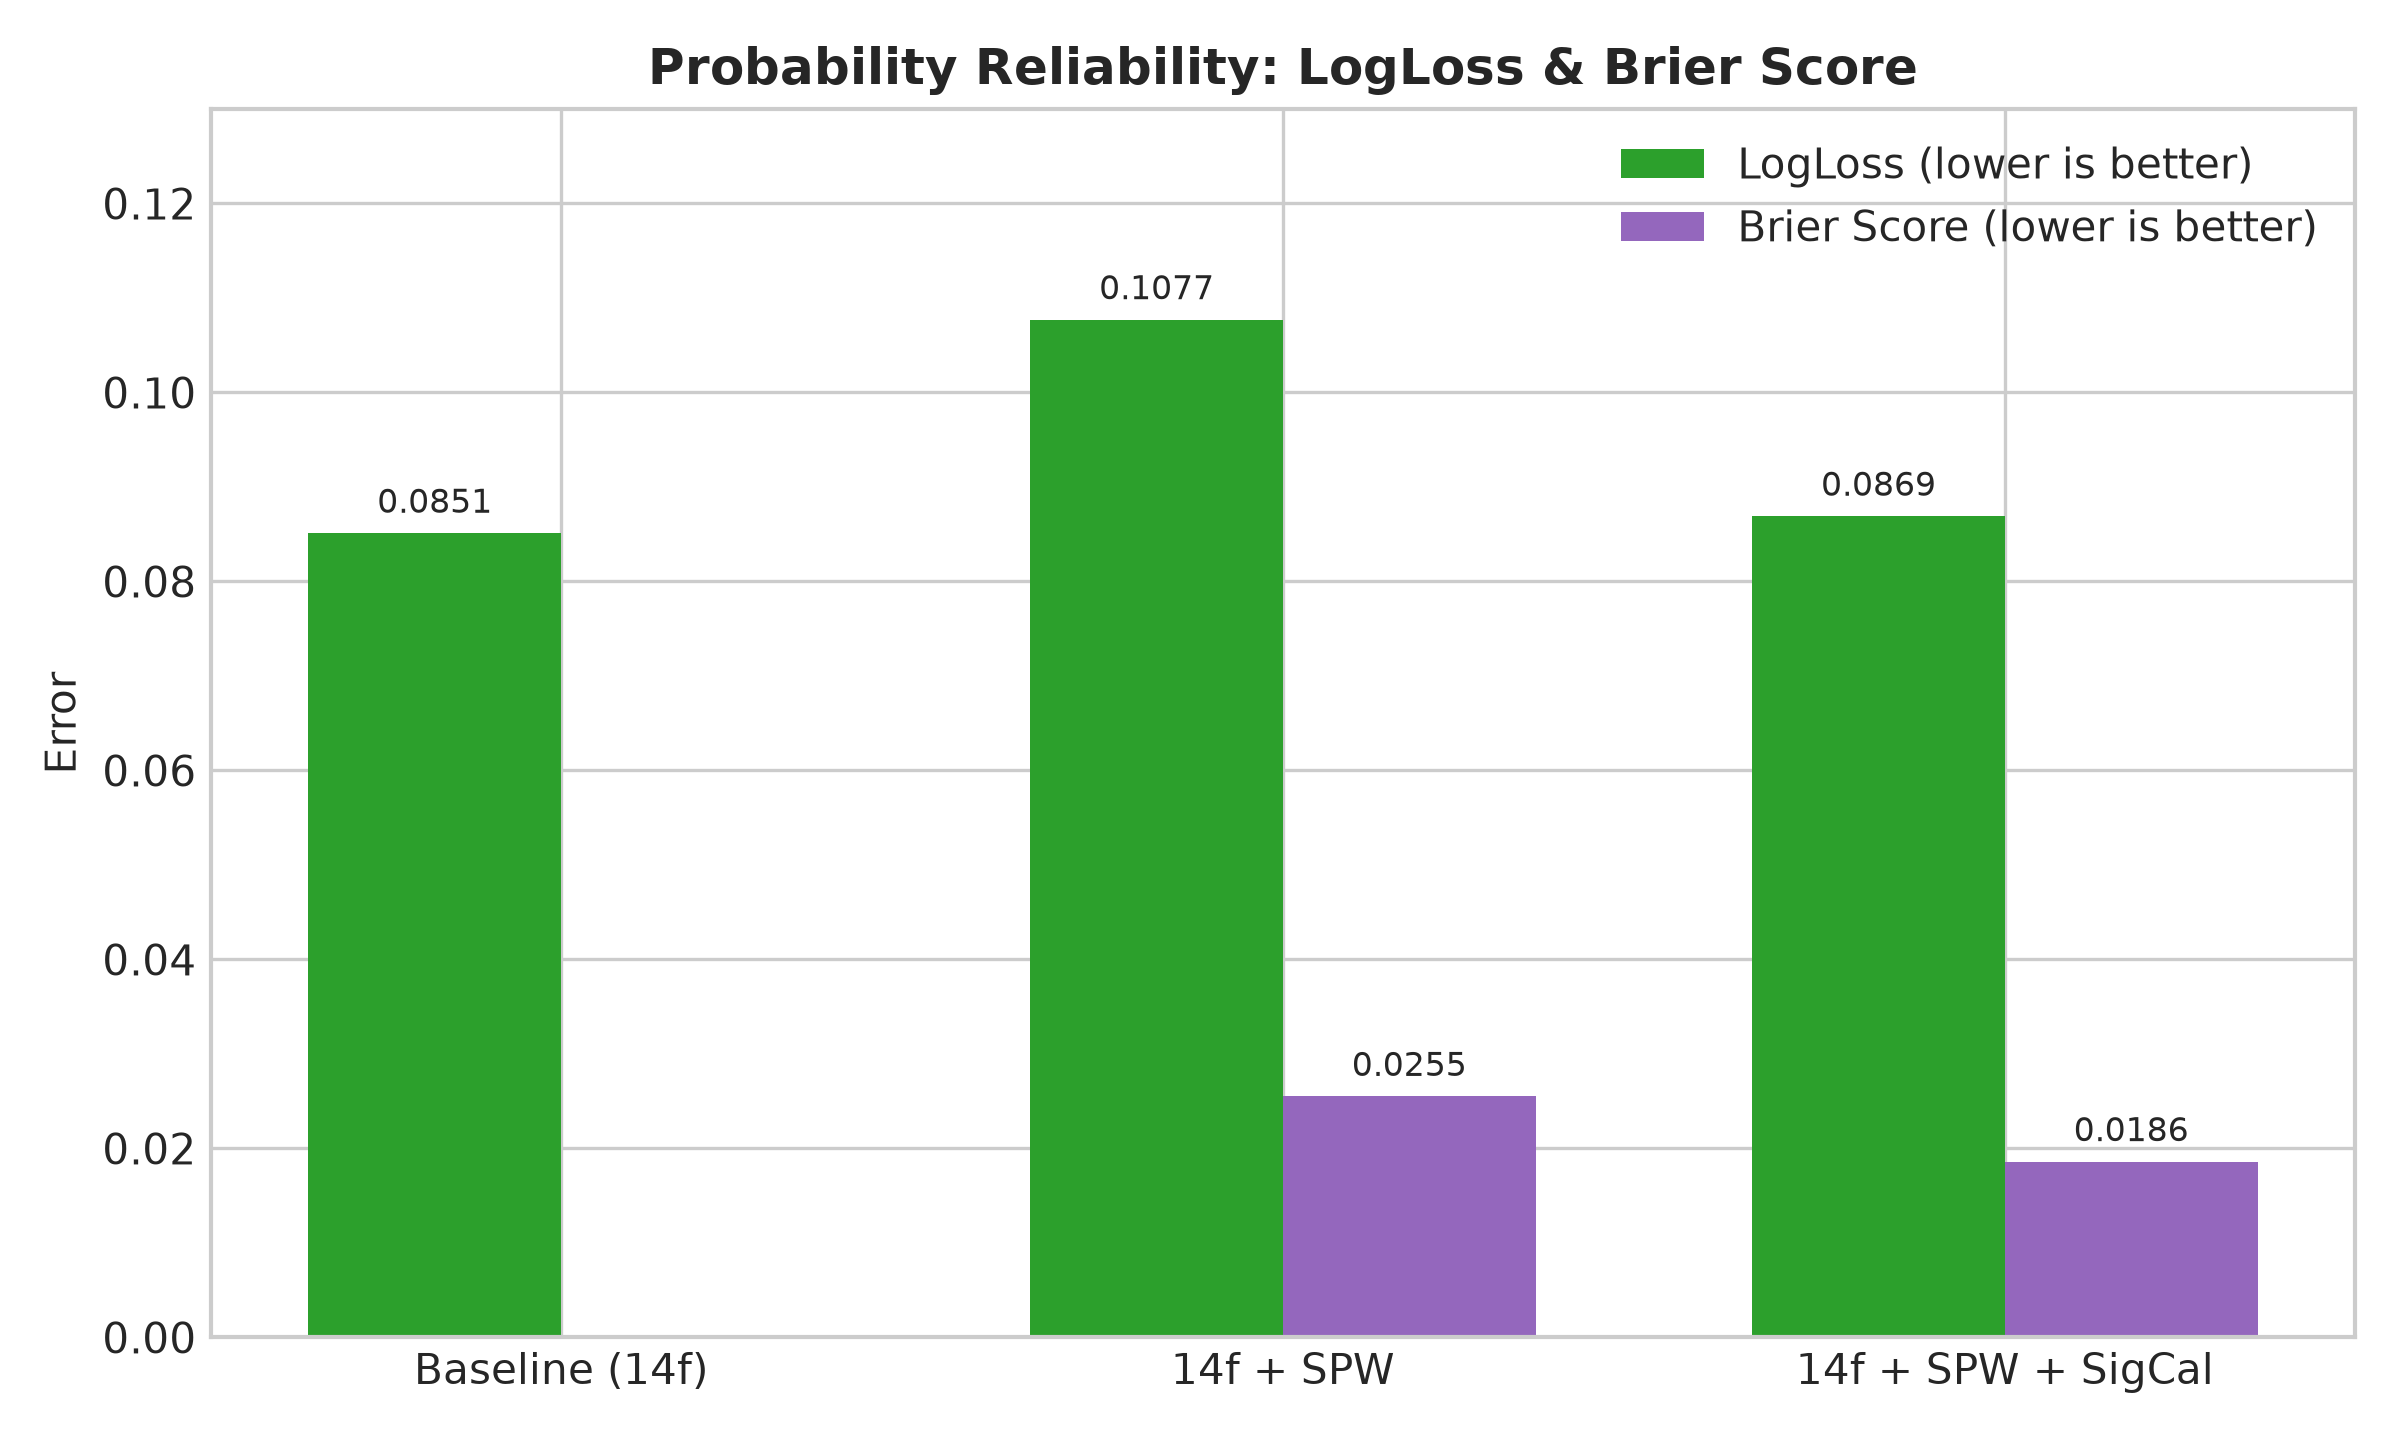 Probability Reliability: LogLoss & Brier Score
LogLoss (lower is better)
Brier Score (lower is better)
Error
0.12
0.10
0.08
0.06
0.04
0.02
0.00
0.0851
0.1077
0.0255
0.0869
0.0186
Baseline (14f)
14f + SPW
14f + SPW + SigCal